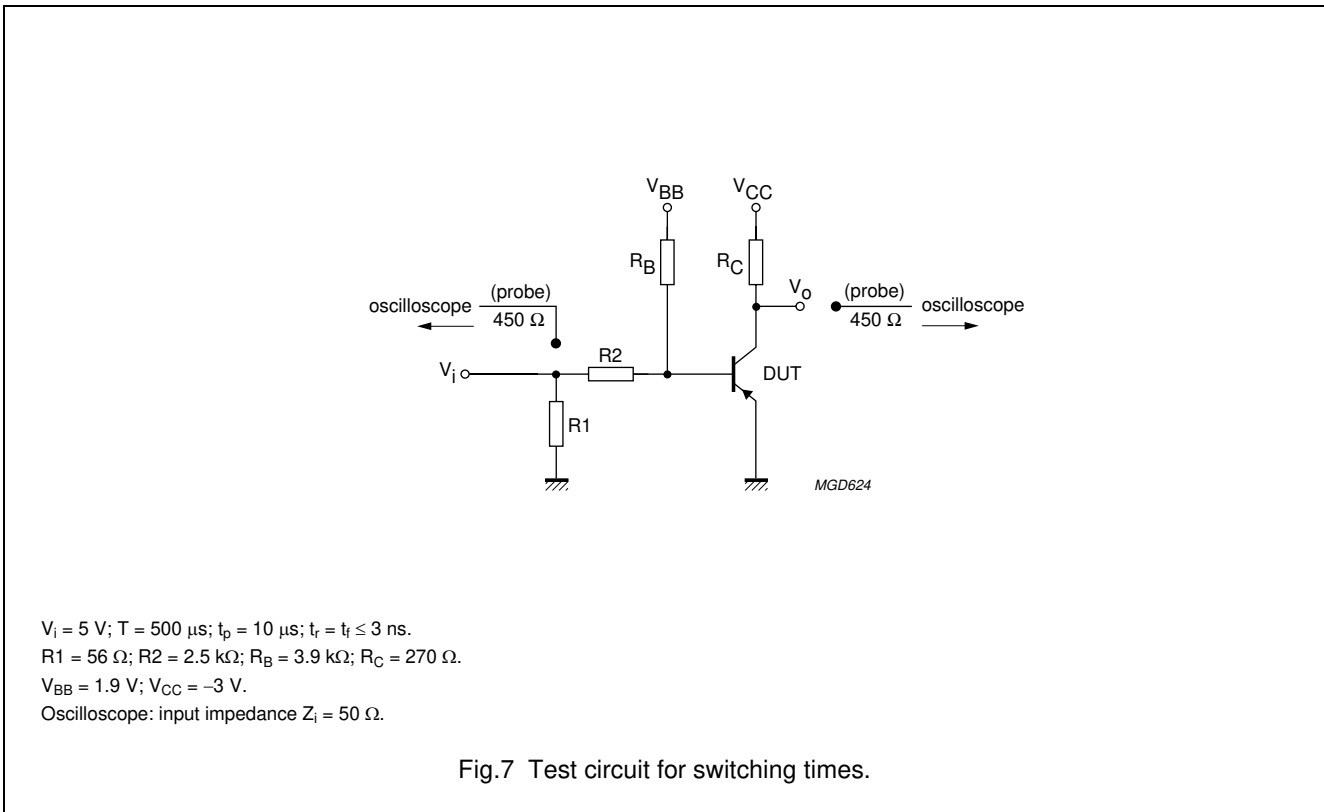 V_BB V_CC
R_B R_C
V_o
(probe) (probe)
oscilloscope oscilloscope
450 Ω 450 Ω
R2
V_i DUT
R1
MGD624
V_i = 5 V; T = 500 μs; t_p = 10 μs; t_r = t_f ≤ 3 ns.
R1 = 56 Ω; R2 = 2.5 kΩ; R_B = 3.9 kΩ; R_C = 270 Ω.
V_BB = 1.9 V; V_CC = −3 V.
Oscilloscope: input impedance Z_i = 50 Ω.
Fig.7 Test circuit for switching times.